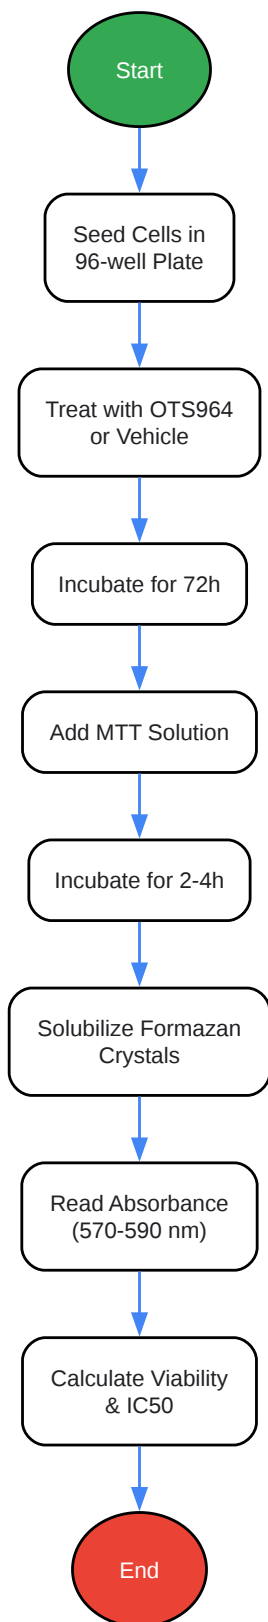 Start
Seed Cells in
96-well Plate
Treat with OTS964
or Vehicle
Incubate for 72h
Add MTT Solution
Incubate for 2-4h
Solubilize Formazan
Crystals
Read Absorbance
(570-590 nm)
Calculate Viability
& IC50
End